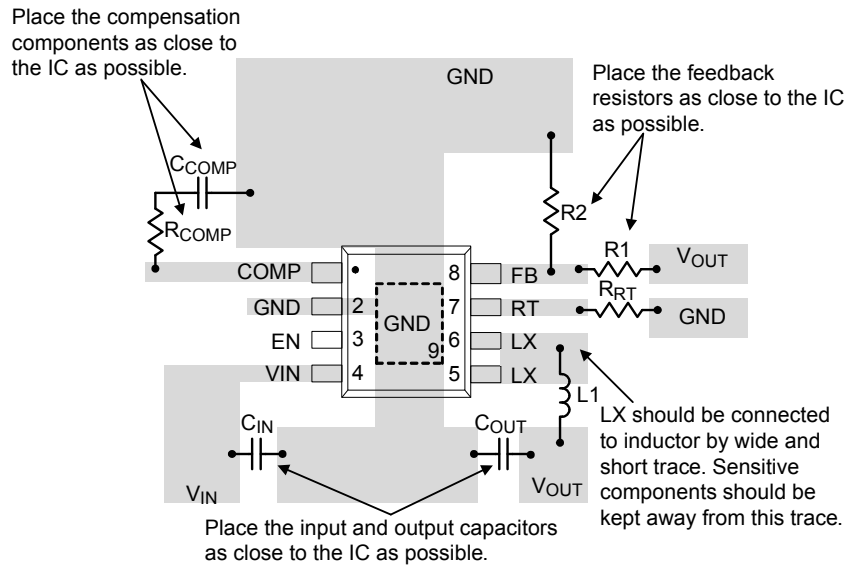 Place the compensation
components as close to
the IC as possible.
GND
Place the feedback
resistors as close to the IC
as possible.
CCOMP
RCOMP
R2
R1
VOUT
COMP
8
FB
RRT
GND
2
GND
7
RT
GND
EN
3
9
6
LX
VIN
4
5
LX
L1
LX should be connected
to inductor by wide and
short trace. Sensitive
components should be
kept away from this trace.
CIN
COUT
VIN
VOUT
Place the input and output capacitors
as close to the IC as possible.